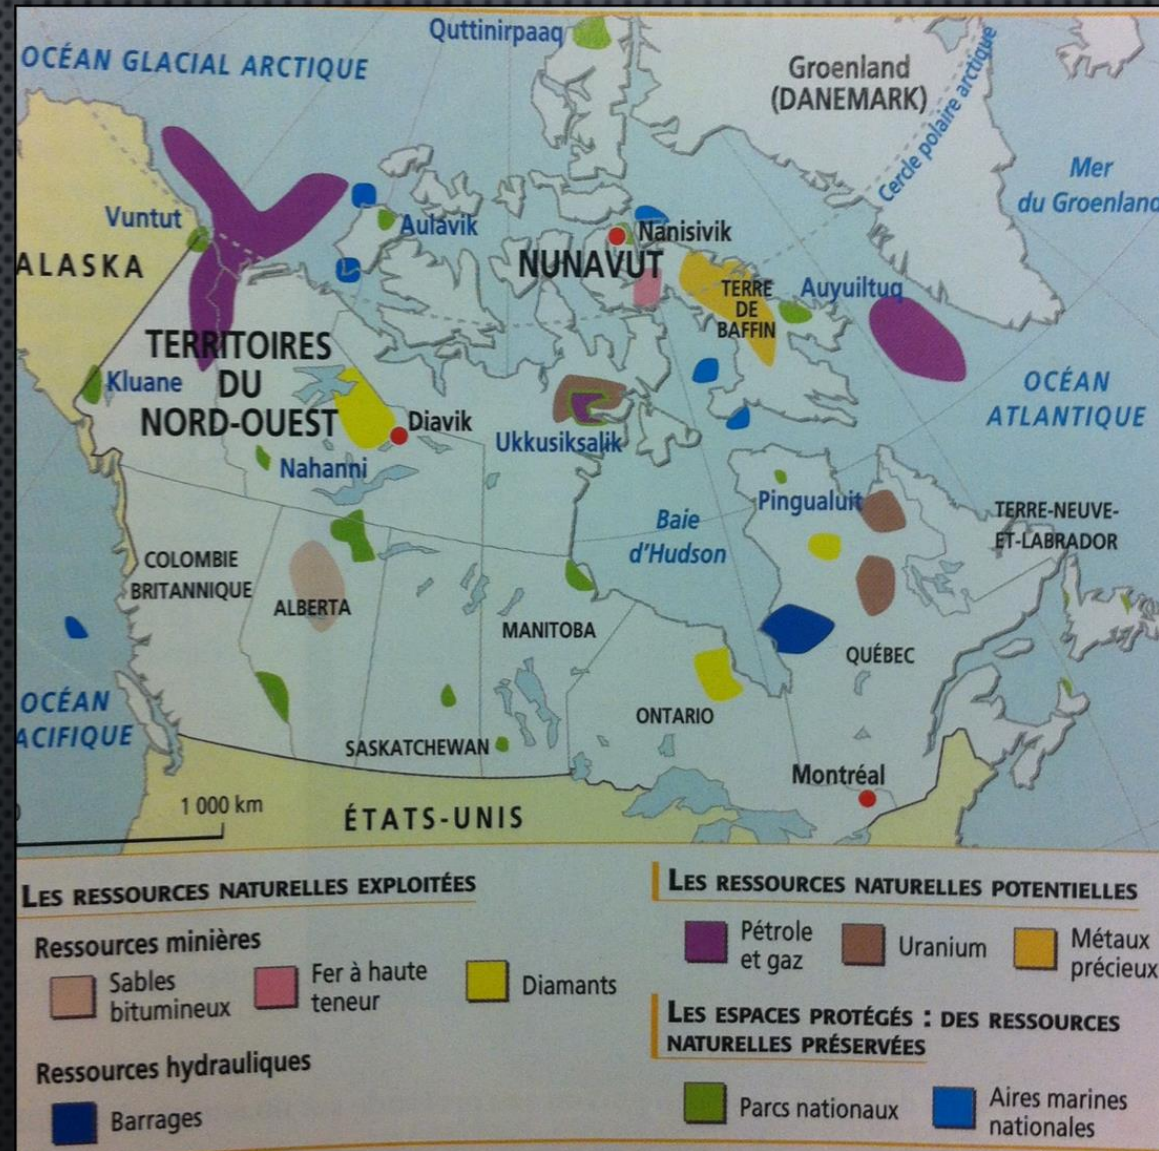 Quttinirpaaq
OCÉAN GLACIAL ARCTIQUE
Groenland
(DANEMARK)
Cercle polaire arctique
Mer
du Groenland
Vuntut
Aulavik
Nanisivik
ALASKA
NUNAVUT
TERRE
DE
BAFFIN
Auyuiltuq
TERRITOIRES
DU
NORD-OUEST
Kluane
Diavik
OCÉAN
ATLANTIQUE
Ukkusiksalik
Nahanni
Pingualuit
Baie
d'Hudson
TERRE-NEUVE-
ET-LABRADOR
COLOMBIE
BRITANNIQUE
ALBERTA
MANITOBA
QUÉBEC
OCÉAN
ACIFIQUE
ONTARIO
SASKATCHEWAN
Montréal
1 000 km
ÉTATS-UNIS
LES RESSOURCES NATURELLES EXPLOITÉES
Ressources minières
Sables
bitumineux
Fer à haute
teneur
Diamants
Ressources hydrauliques
Barrages
LES RESSOURCES NATURELLES POTENTIELLES
Pétrole
et gaz
Uranium
Métaux
précieux
LES ESPACES PROTÉGÉS : DES RESSOURCES
NATURELLES PRÉSERVÉES
Parcs nationaux
Aires marines
nationales